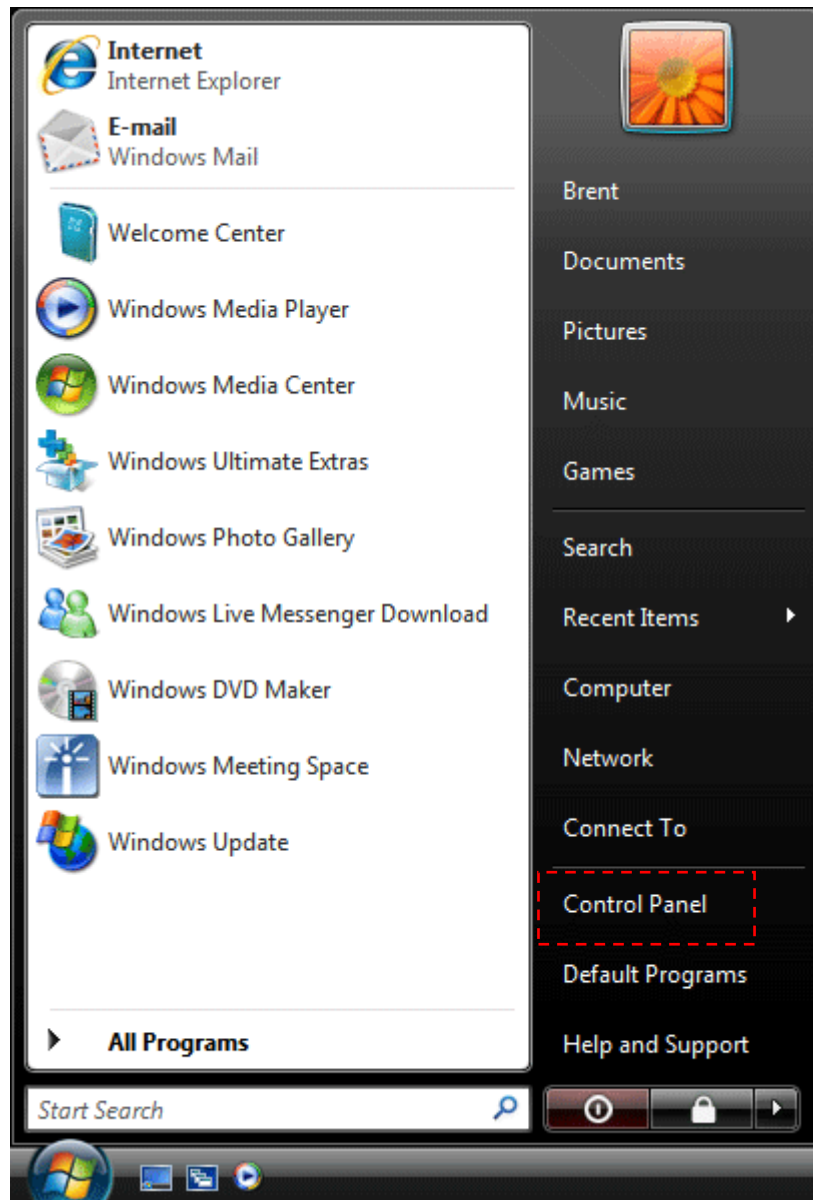 Internet
Internet Explorer
E-mail
Windows Mail
Welcome Center
Windows Media Player
Windows Media Center
Windows Ultimate Extras
Windows Photo Gallery
Windows Live Messenger Download
Windows DVD Maker
Windows Meeting Space
Windows Update
All Programs
Start Search
Brent
Documents
Pictures
Music
Games
Search
Recent Items
Computer
Network
Connect To
Control Panel
Default Programs
Help and Support